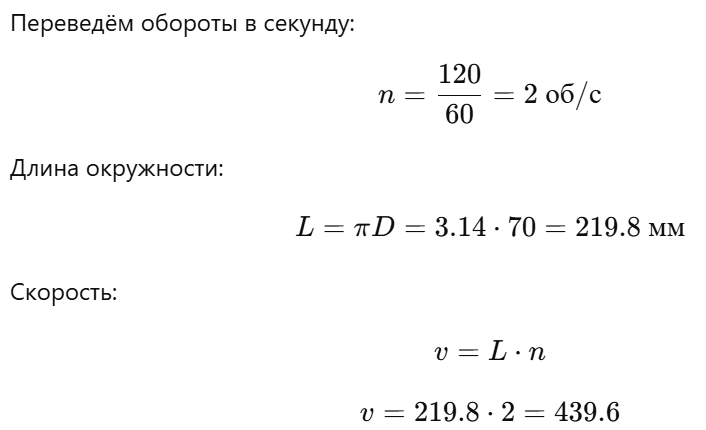 Переведём обороты в секунду:
n = 120/60 = 2 об/с
Длина окружности:
L = πD = 3.14 · 70 = 219.8 мм
Скорость:
v = L · n
v = 219.8 · 2 = 439.6